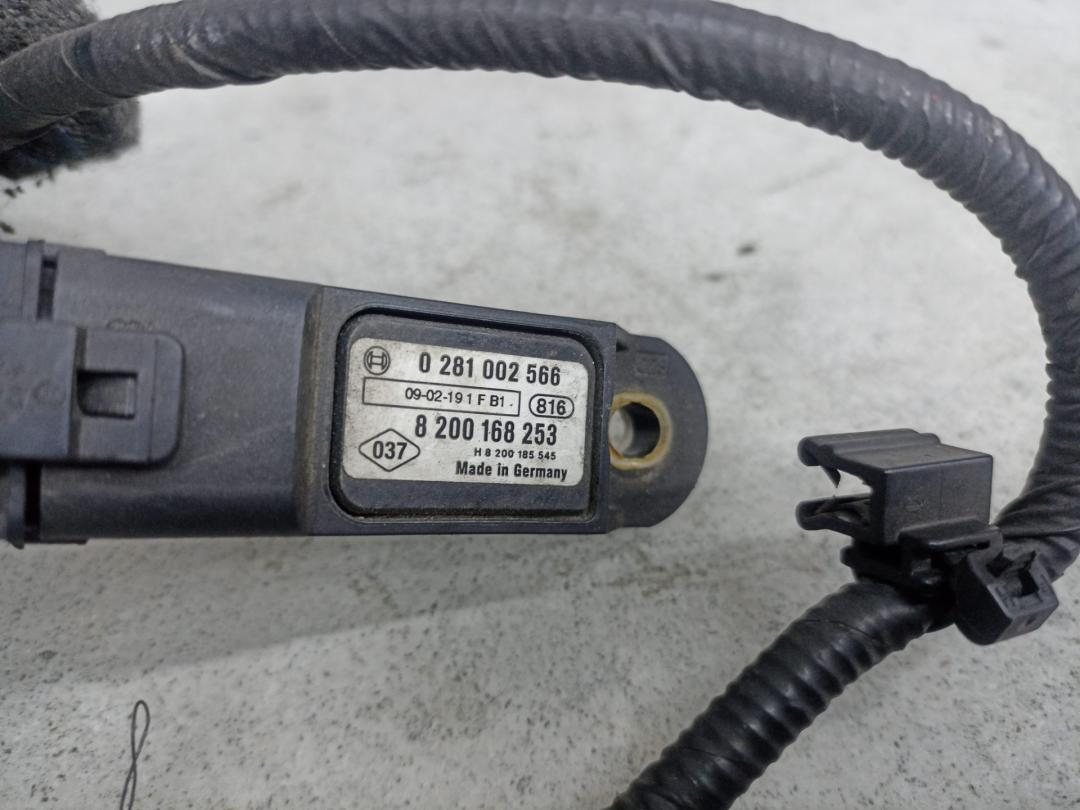 0 281 002 566
09-02-19 1 F B1
816
8 200 168 253
037
H 8 200 185 545
Made in Germany